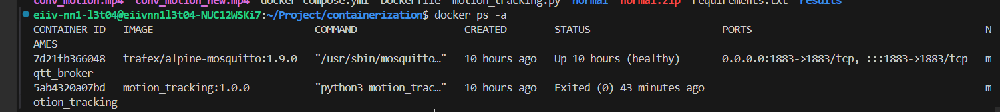 conv_motion.mp4  conv_motion_new.mp4  docker-compose.yml  Dockerfile  motion_tracking.py  normal  normal.zip  requirements.txt  results
eiiv-nn1-l3t04@eiivnn1l3t04-NUC12WSKi7:~/Project/containerization$ docker ps -a
CONTAINER ID   IMAGE                          COMMAND                  CREATED        STATUS                      PORTS                                       N
AMES
7d21fb366048   trafex/alpine-mosquitto:1.9.0   "/usr/sbin/mosquitto…"   10 hours ago   Up 10 hours (healthy)       0.0.0.0:1883->1883/tcp, :::1883->1883/tcp   m
qtt_broker
5ab4320a07bd   motion_tracking:1.0.0           "python3 motion_trac…"   10 hours ago   Exited (0) 43 minutes ago                                               m
otion_tracking